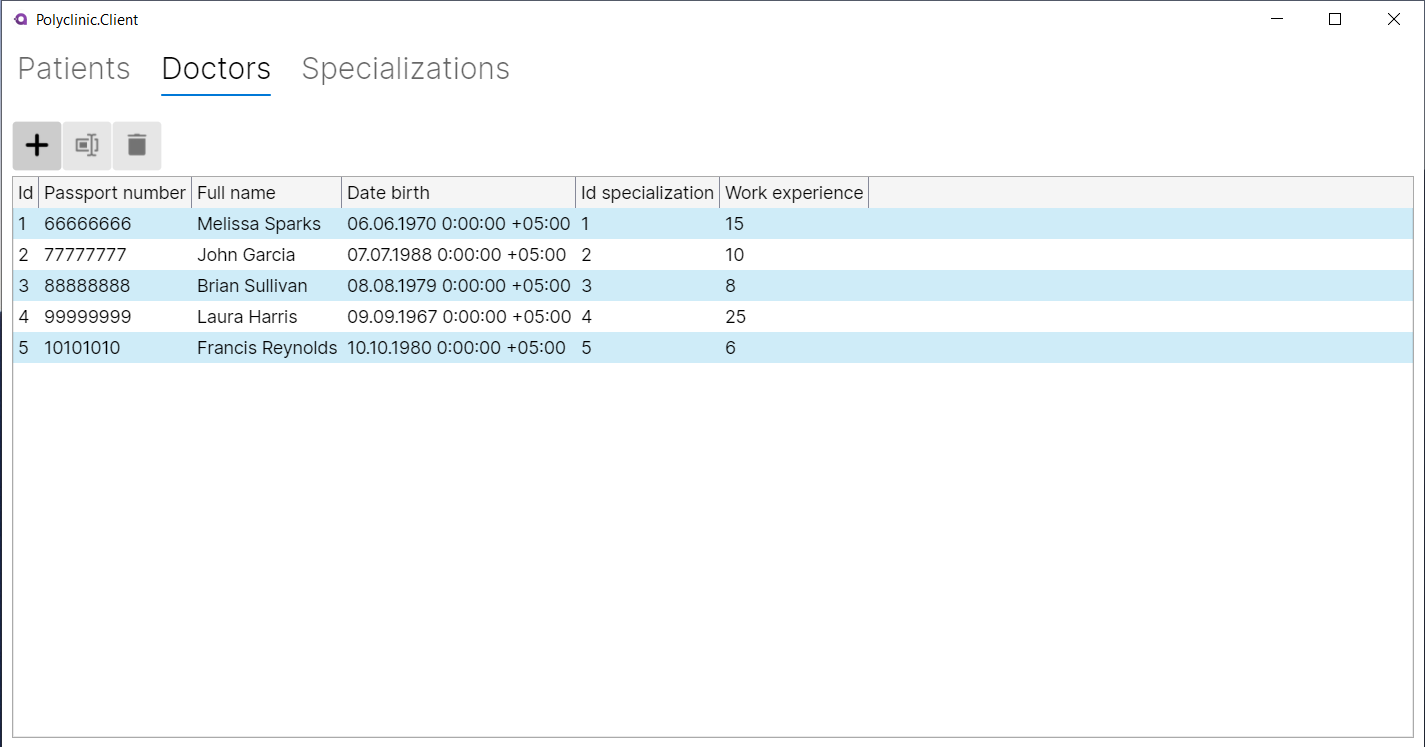 Polyclinic.Client
Patients Doctors Specializations
Id Passport number Full name Date birth Id specialization Work experience
1 66666666 Melissa Sparks 06.06.1970 0:00:00 +05:00 1 15
2 77777777 John Garcia 07.07.1988 0:00:00 +05:00 2 10
3 88888888 Brian Sullivan 08.08.1979 0:00:00 +05:00 3 8
4 99999999 Laura Harris 09.09.1967 0:00:00 +05:00 4 25
5 10101010 Francis Reynolds 10.10.1980 0:00:00 +05:00 5 6